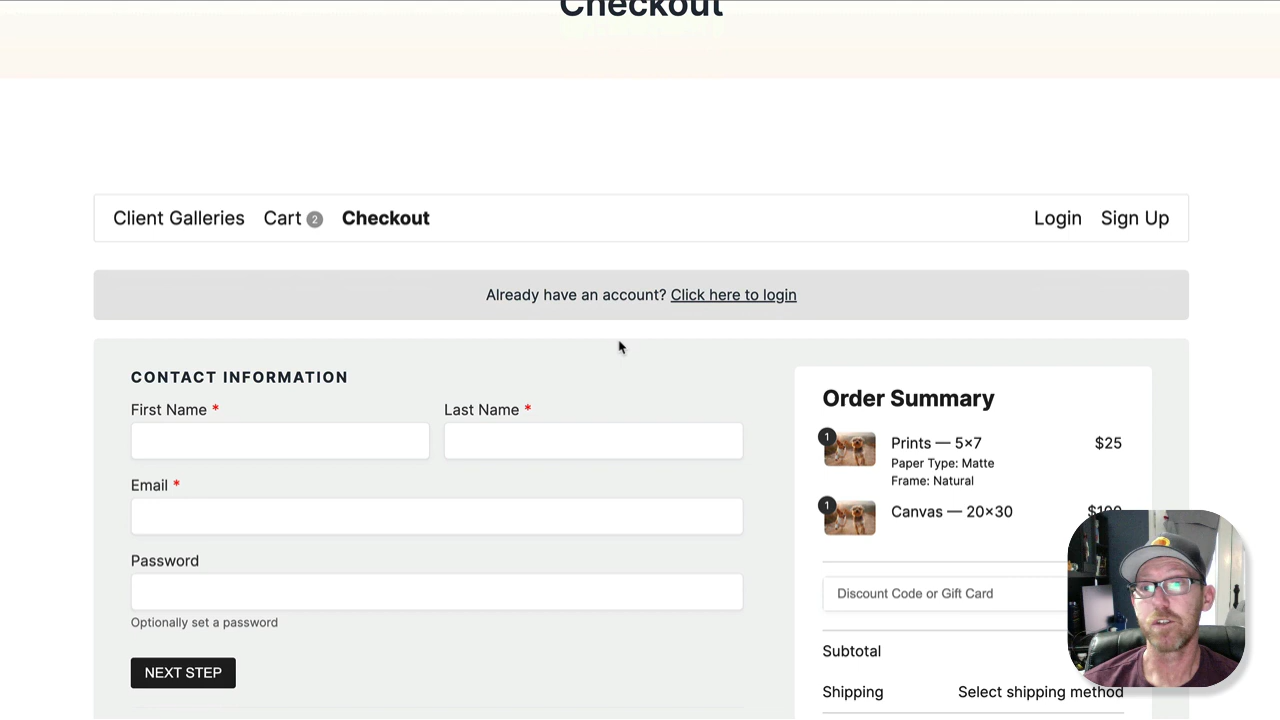 Checkout
Client Galleries Cart 2 Checkout Login Sign Up
Already have an account? Click here to login
CONTACT INFORMATION
First Name * Last Name *
Email *
Password
Optionally set a password
NEXT STEP
Order Summary
1 Prints — 5×7 $25
Paper Type: Matte
Frame: Natural
1 Canvas — 20×30 $100
Discount Code or Gift Card
Subtotal
Shipping Select shipping method